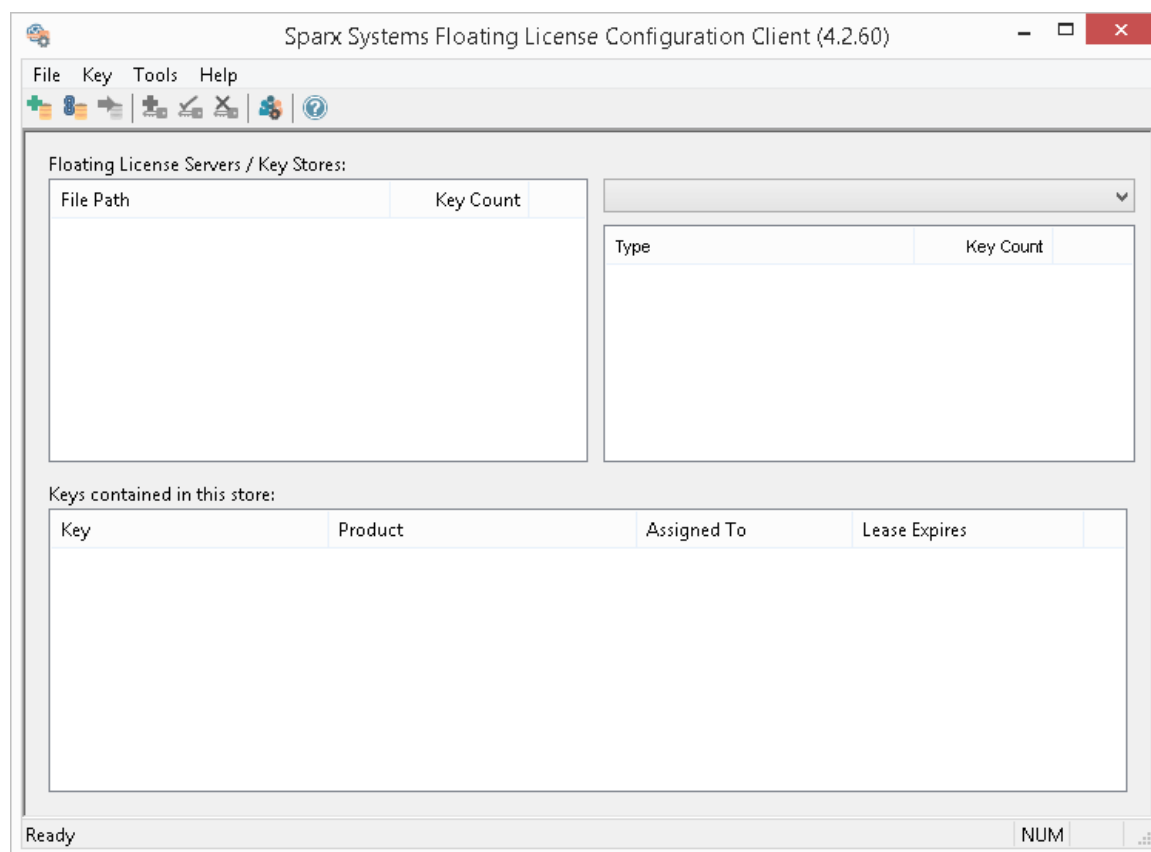 Sparx Systems Floating License Configuration Client (4.2.60)
File Key Tools Help
Floating License Servers / Key Stores:
File Path Key Count
Type Key Count
Keys contained in this store:
Key Product Assigned To Lease Expires
Ready NUM